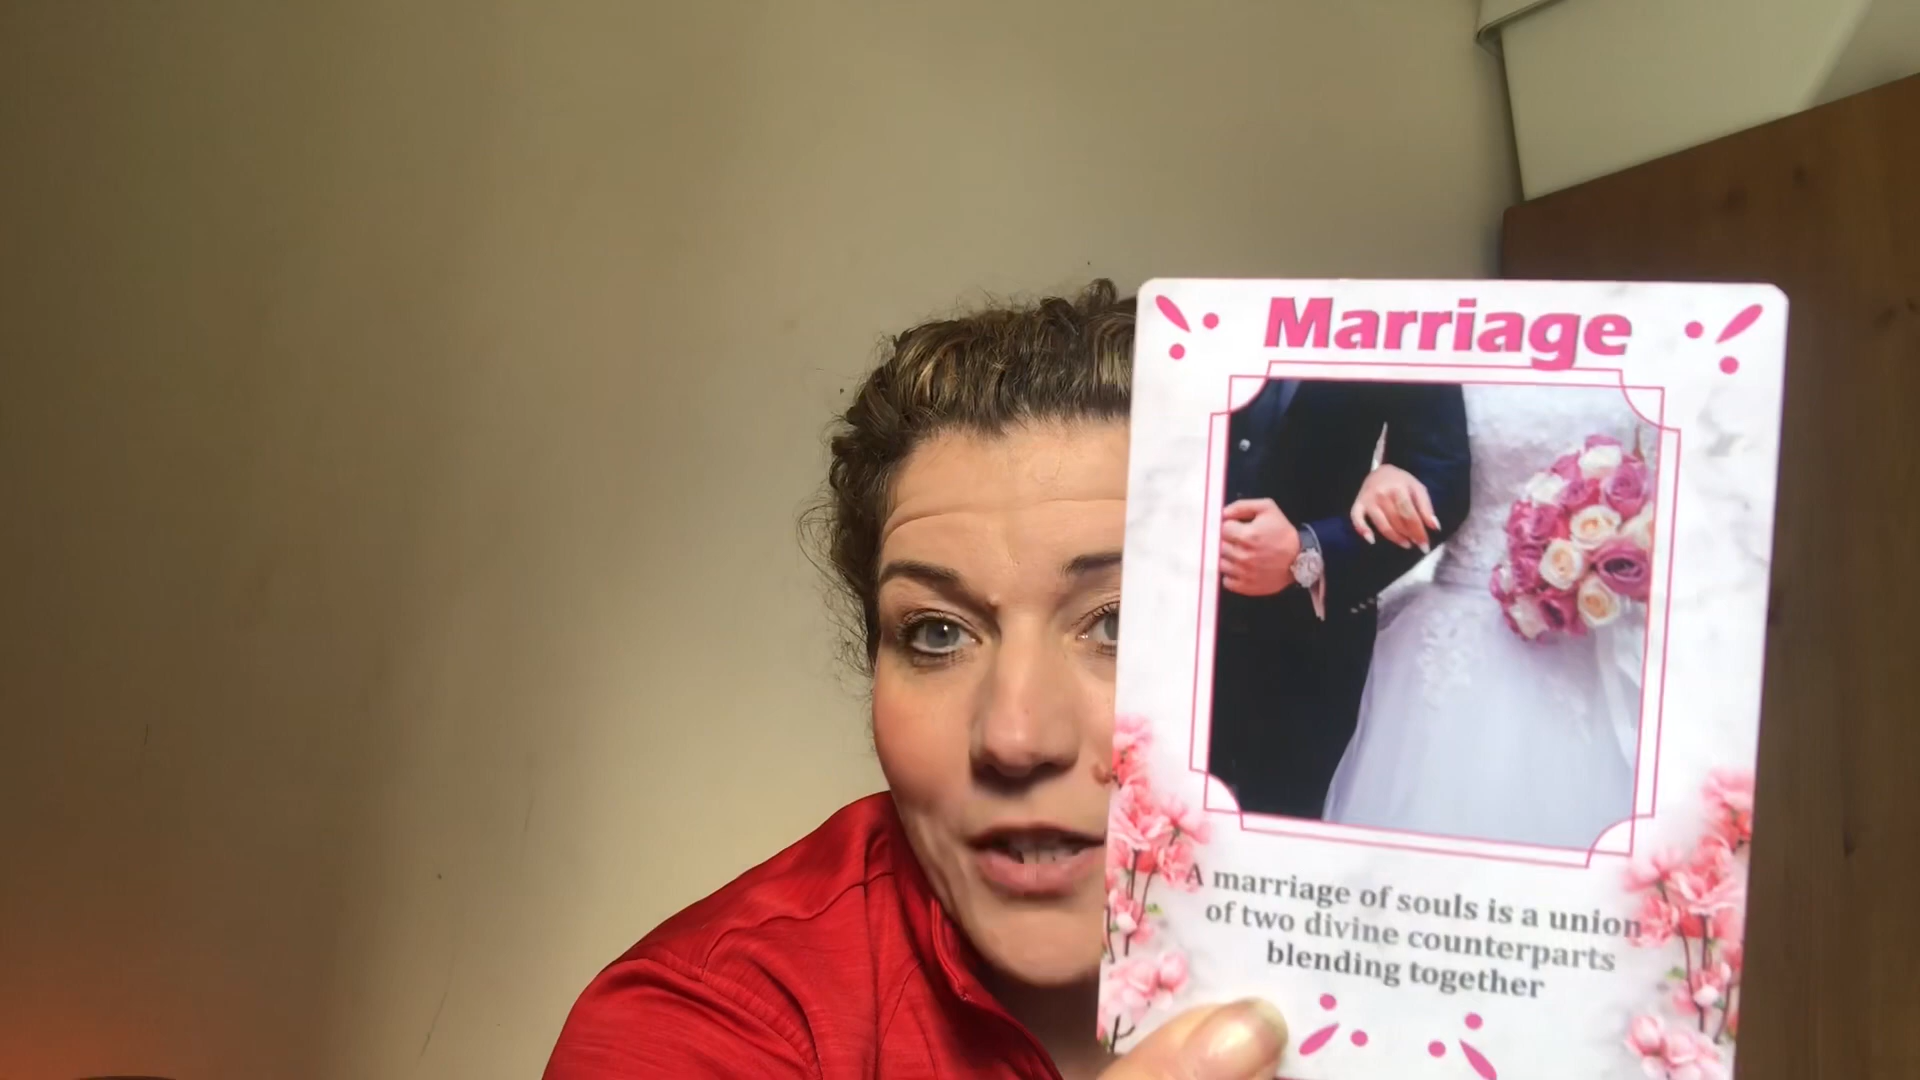 Marriage
A marriage of souls is a union
of two divine counterparts
blending together